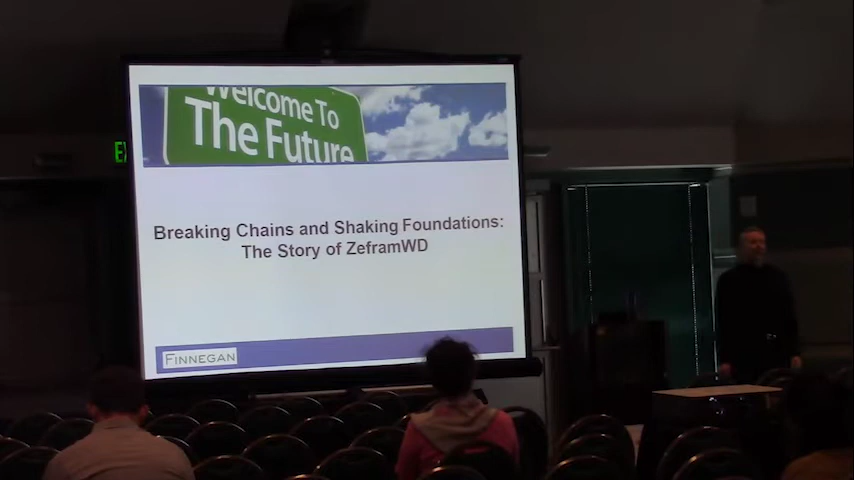 Welcome To
The Future
Breaking Chains and Shaking Foundations:
The Story of ZeframWD
FINNEGAN